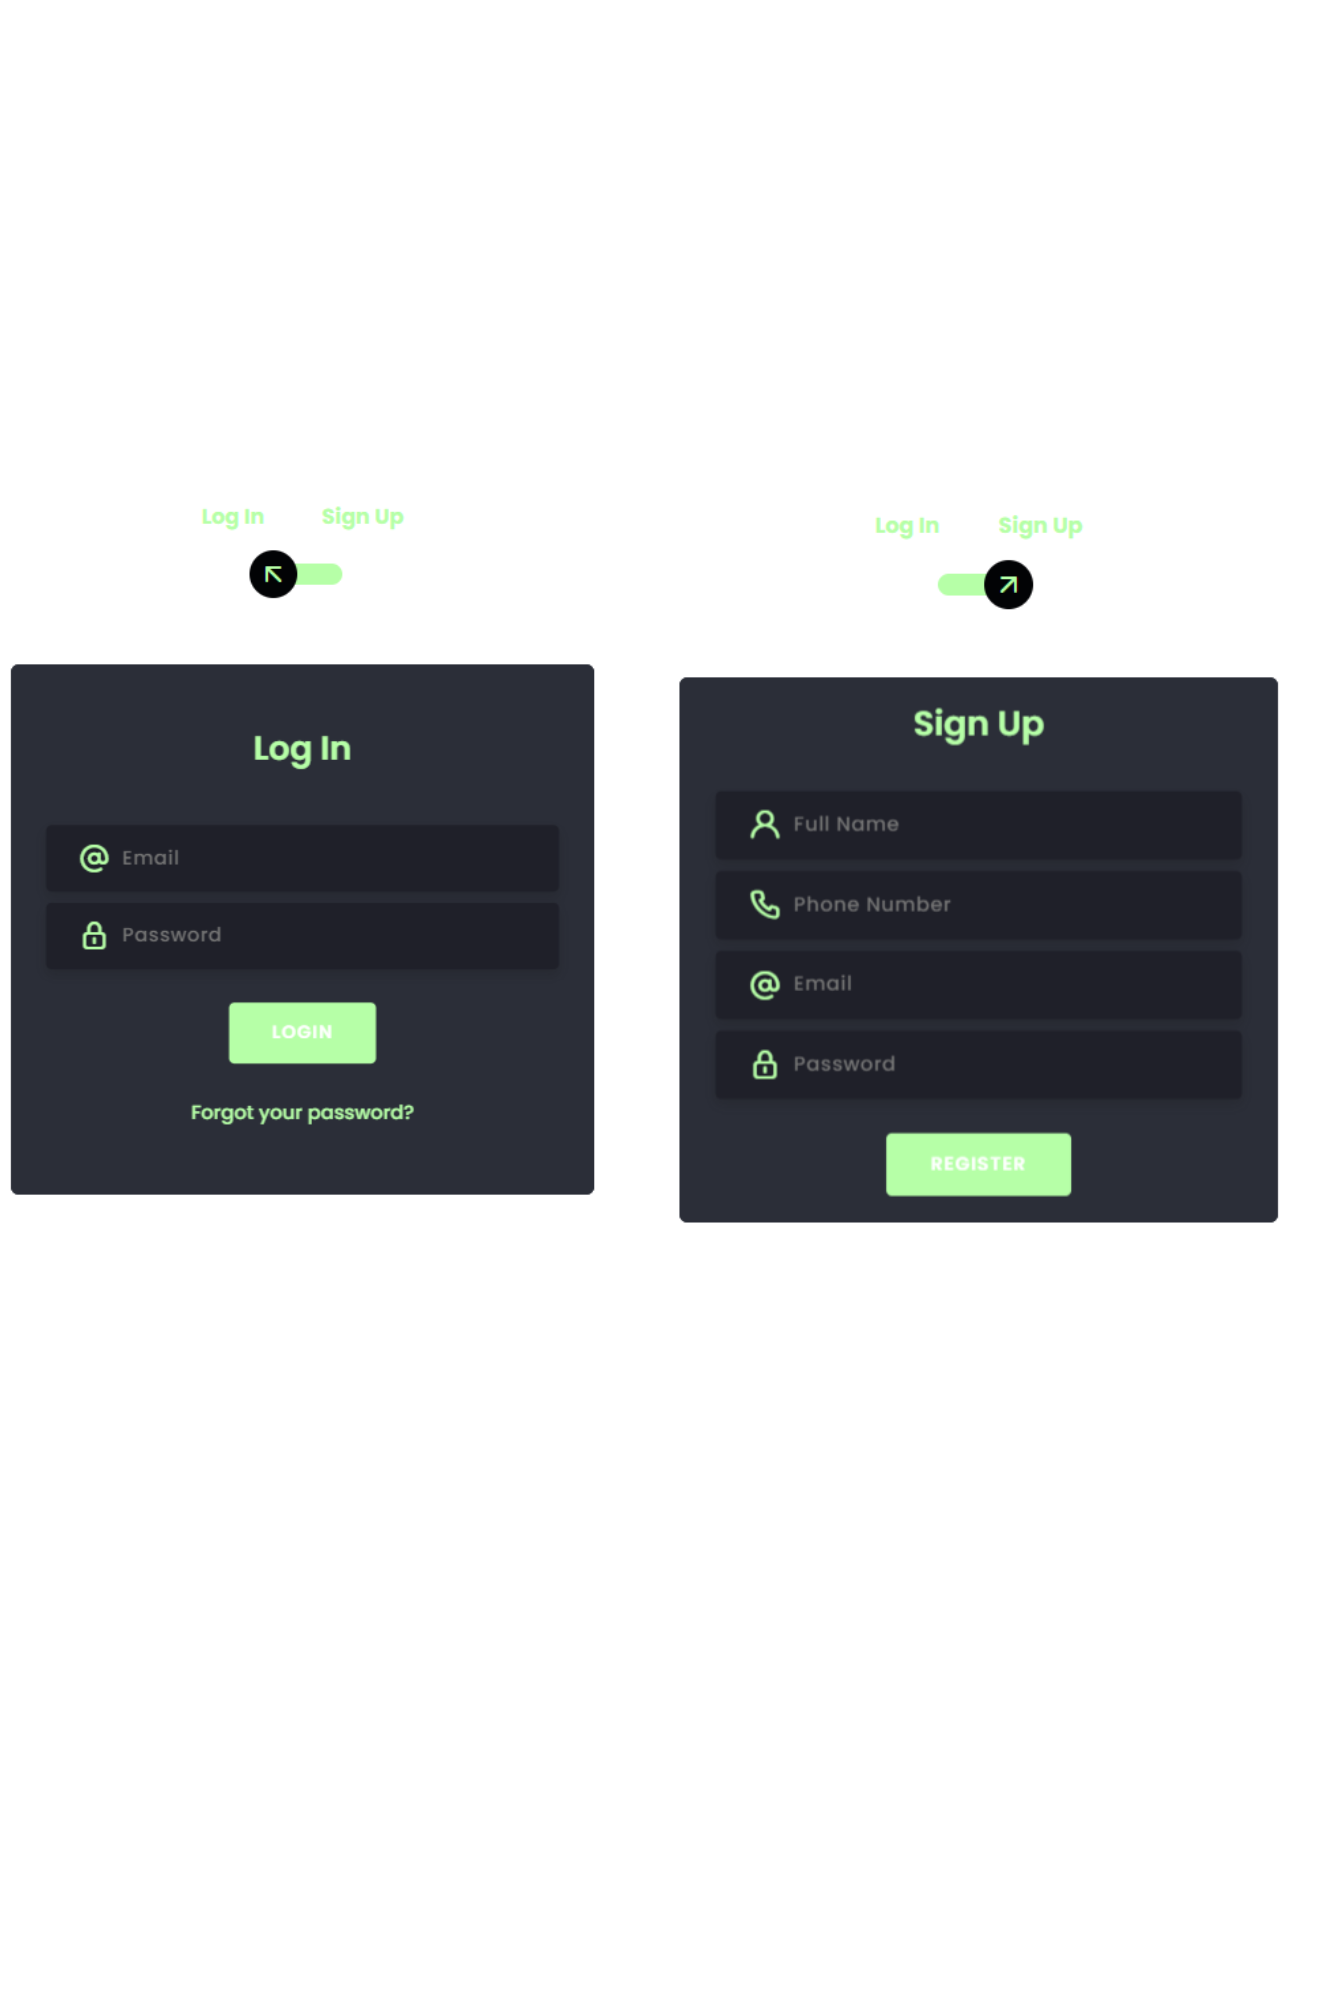 Log In Sign Up
Log In
Email
Password
LOGIN
Forgot your password?
Log In Sign Up
Sign Up
Full Name
Phone Number
Email
Password
REGISTER